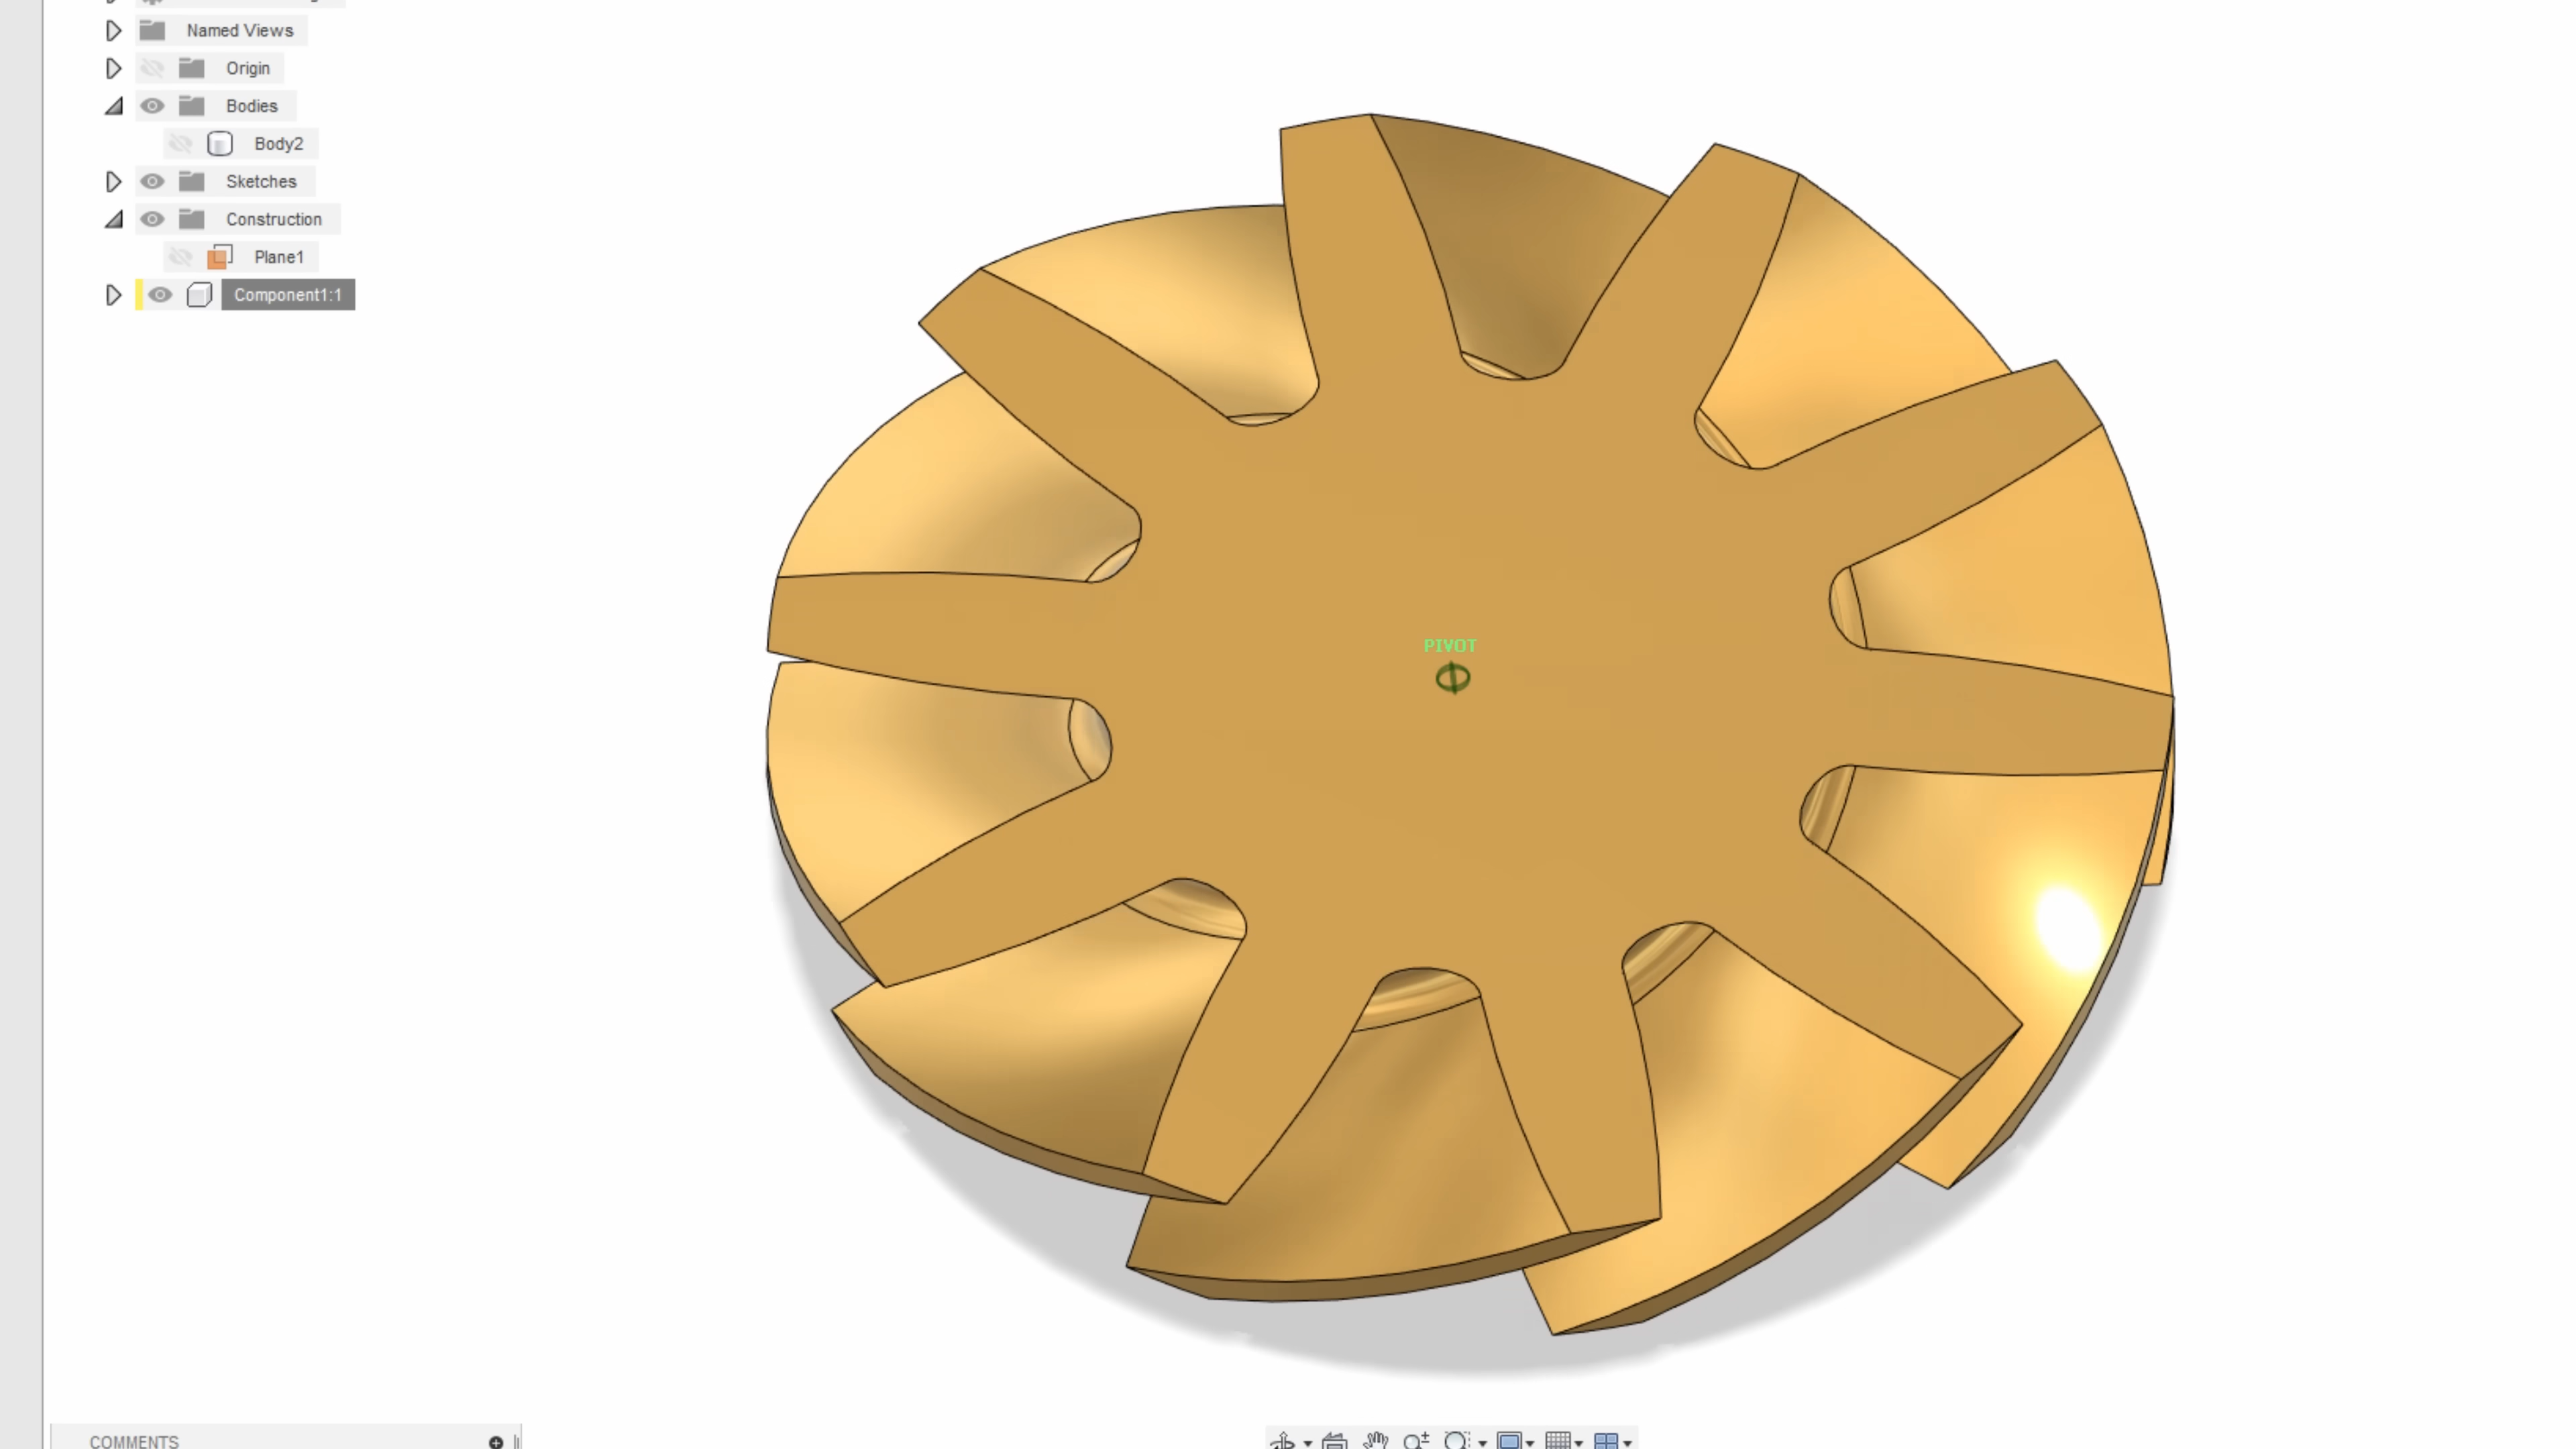 Named Views
Origin
Bodies
Body2
Sketches
Construction
Plane1
Component1:1
PIVOT
COMMENTS